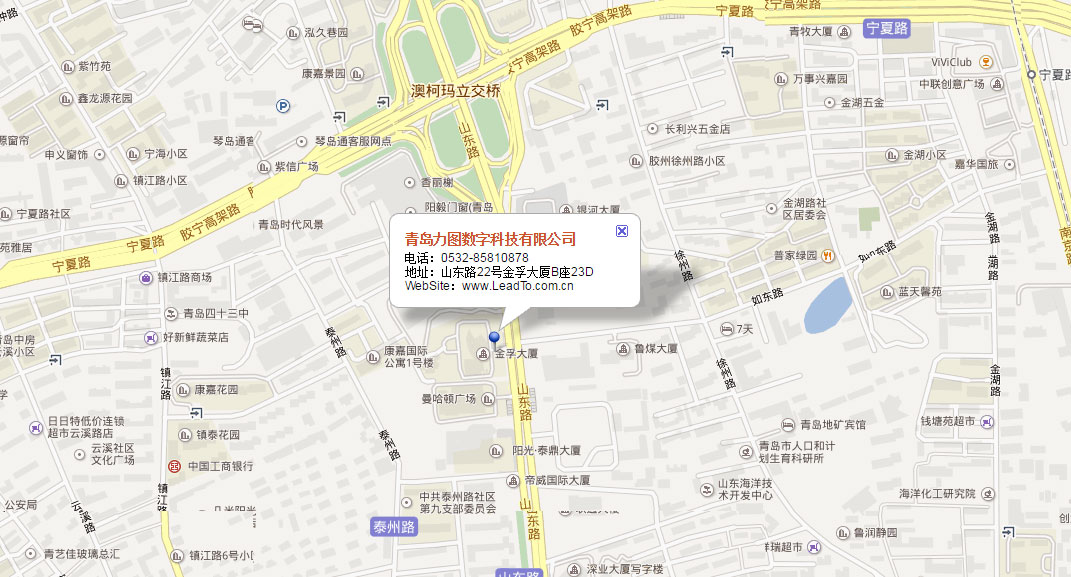 宁夏路
胶宁高架路
宁夏路
泓久巷园
胶宁高架路
青牧大厦
宁夏路
紫竹苑
康嘉景园
胶宁高架路
ViViClub
宁夏路
澳柯玛立交桥
万事兴嘉园
中联创意广场
鑫龙源花园
金湖五金
山东路
长利兴五金店
源窗帘
琴岛通客
琴岛通客服网点
申义窗饰
宁海小区
紫信广场
胶州徐州路小区
金湖小区
嘉华国旅
镇江路小区
香丽榭
阳毅门窗(青岛
银河大厦
金湖路社
区居委会
宁夏路社区
胶宁高架路
青岛时代风景
金湖路
宁夏路
苑雅居
宁夏路
青岛力图数字科技有限公司
电话：0532-85810878
地址：山东路22号金孚大厦B座23D
WebSite：www.LeadTo.com.cn
徐州路
普家绿园
如东路
湖路
南京
镇江路商场
如东路
蓝天馨苑
青岛四十三中
好新鲜蔬菜店
泰州路
7天
岛中房
云溪小区
康嘉国际
公寓1号楼
金孚大厦
鲁煤大厦
徐州路
金湖路
镇江路
康嘉花园
曼哈顿广场
山东路
学
日日特低价连锁
超市云溪路店
镇泰花园
泰州路
青岛地矿宾馆
钱塘苑超市
云溪社区
文化广场
中国工商银行
阳光·泰鼎大厦
青岛市人口和计
划生育科研所
镇江路
帝威国际大厦
山东海洋技
术开发中心
海洋化工研究院
公安局
云溪路
中共泰州路社区
第九支部委员会
山东路
泰州路
鲁润静园
祥瑞超市
青艺佳玻璃总汇
镇江路6号小
山东路
深业大厦写字楼
创